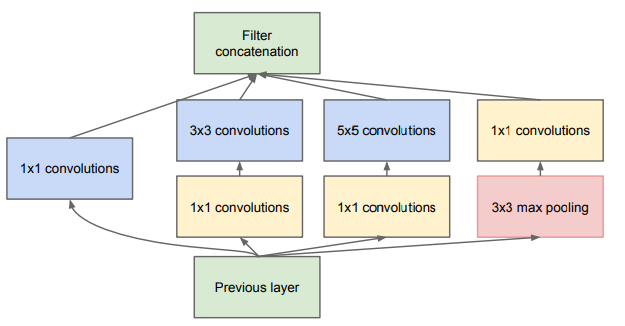 Filter
concatenation
3x3 convolutions
5x5 convolutions
1x1 convolutions
1x1 convolutions
1x1 convolutions
1x1 convolutions
3x3 max pooling
Previous layer